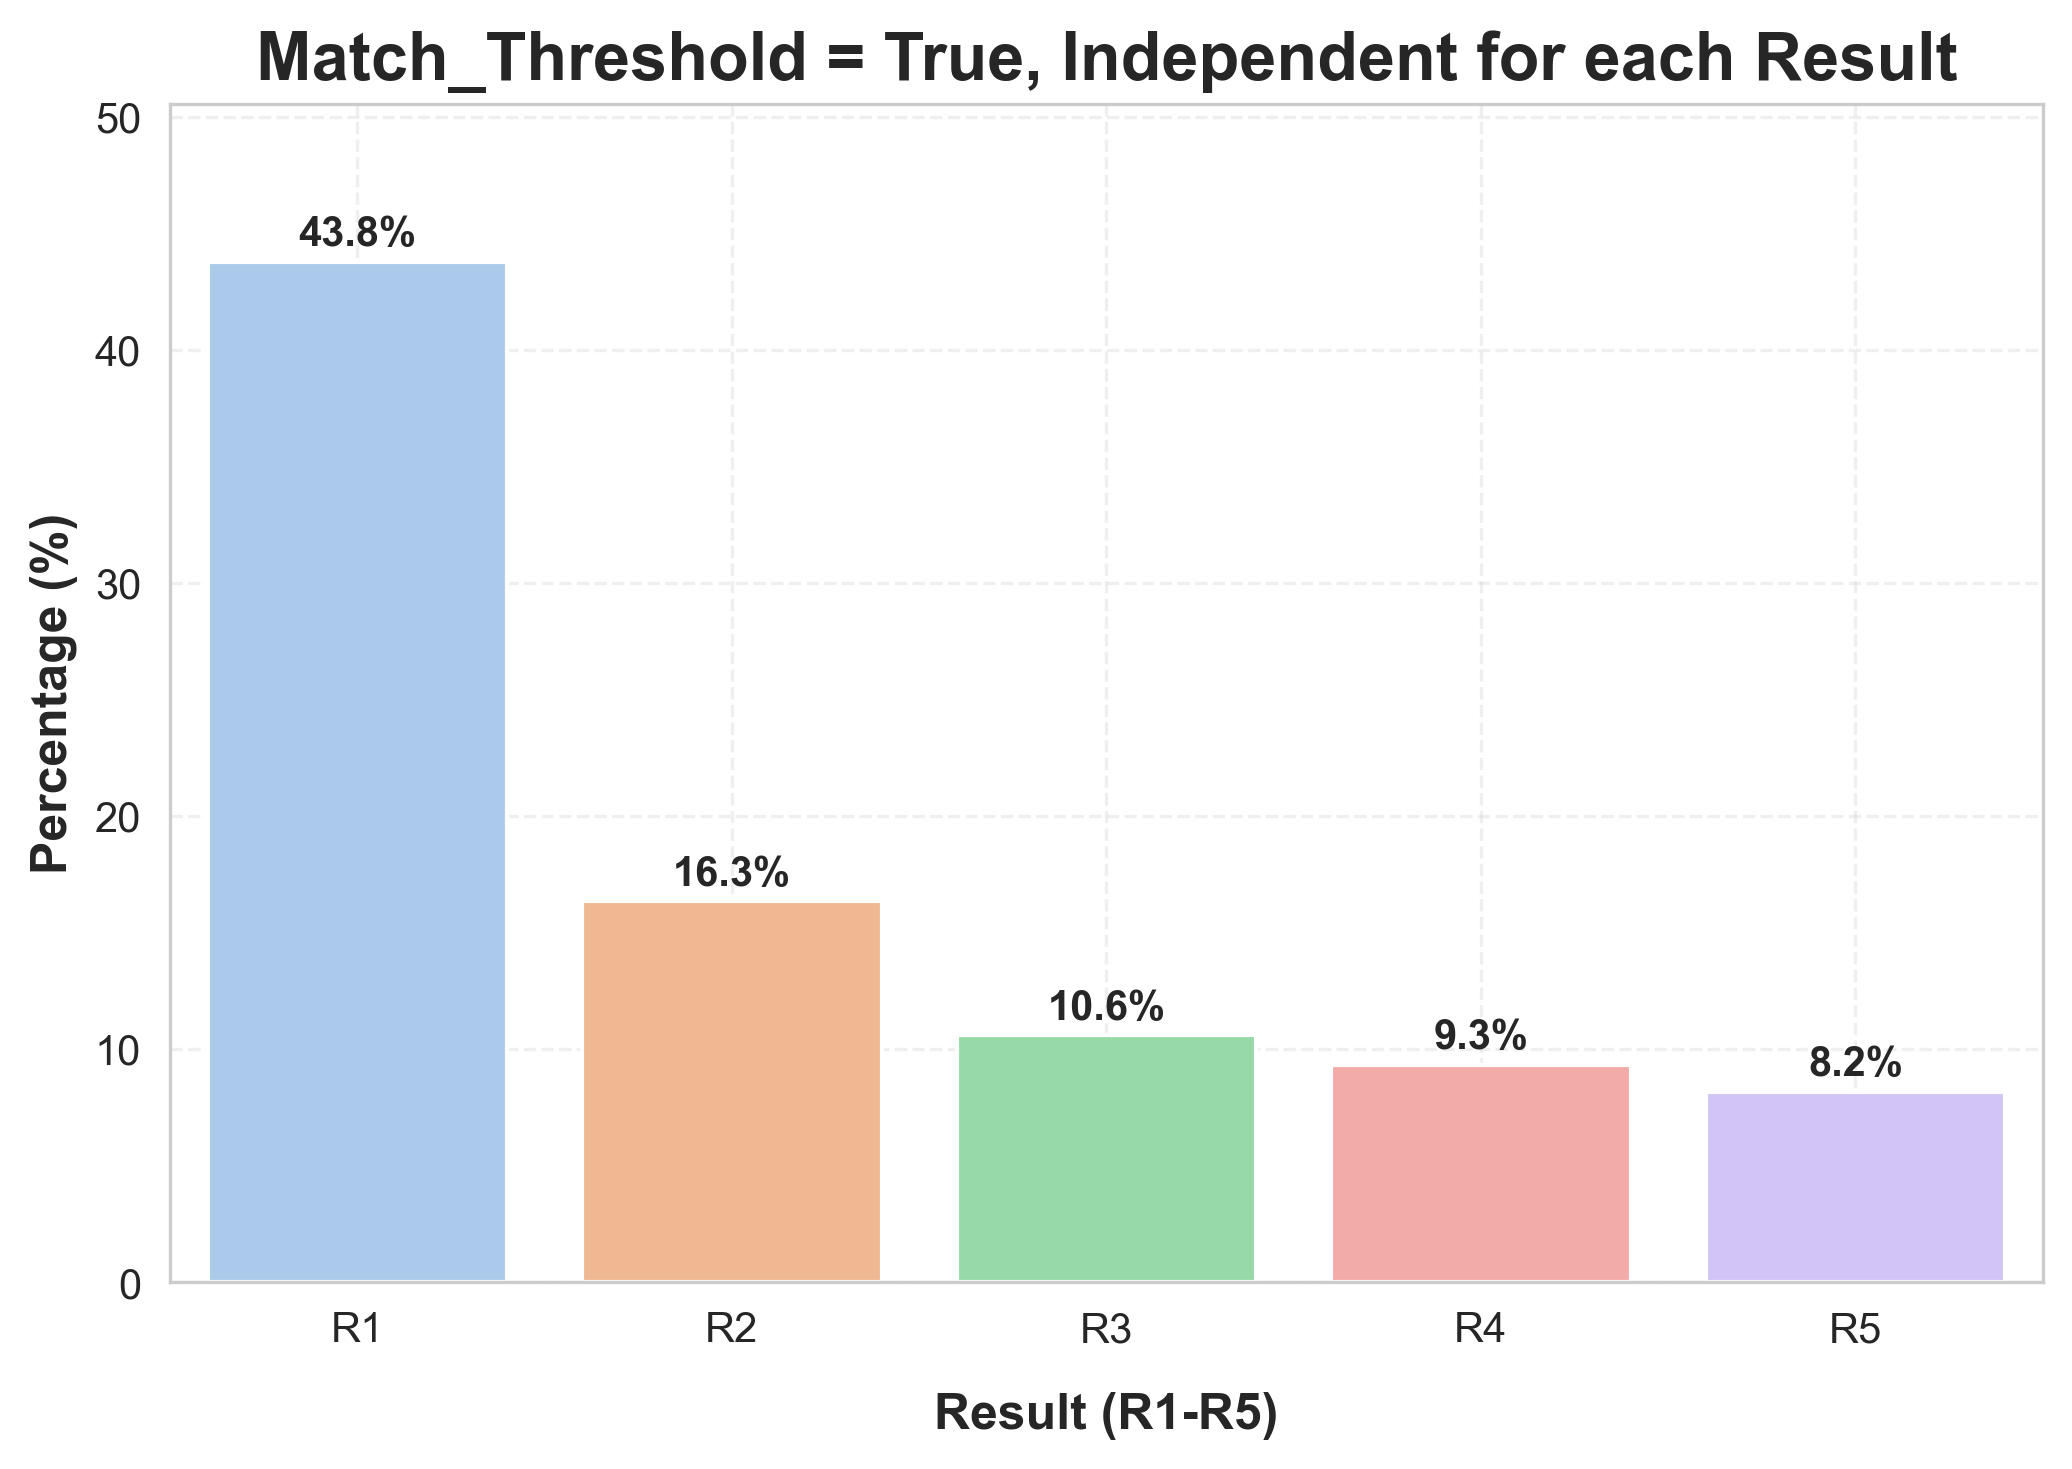 Match_Threshold = True, Independent for each Result
50
40
30
20
10
0
Percentage (%)
43.8%
16.3%
10.6%
9.3%
8.2%
R1
R2
R3
R4
R5
Result (R1-R5)